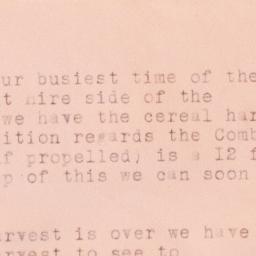 ur busiest time of the
t hire side of the
we have the cereal har
ition regards the Comb
f propelled) is a I2 f
p of this we can soon
rvest is over we have
rvest to see to